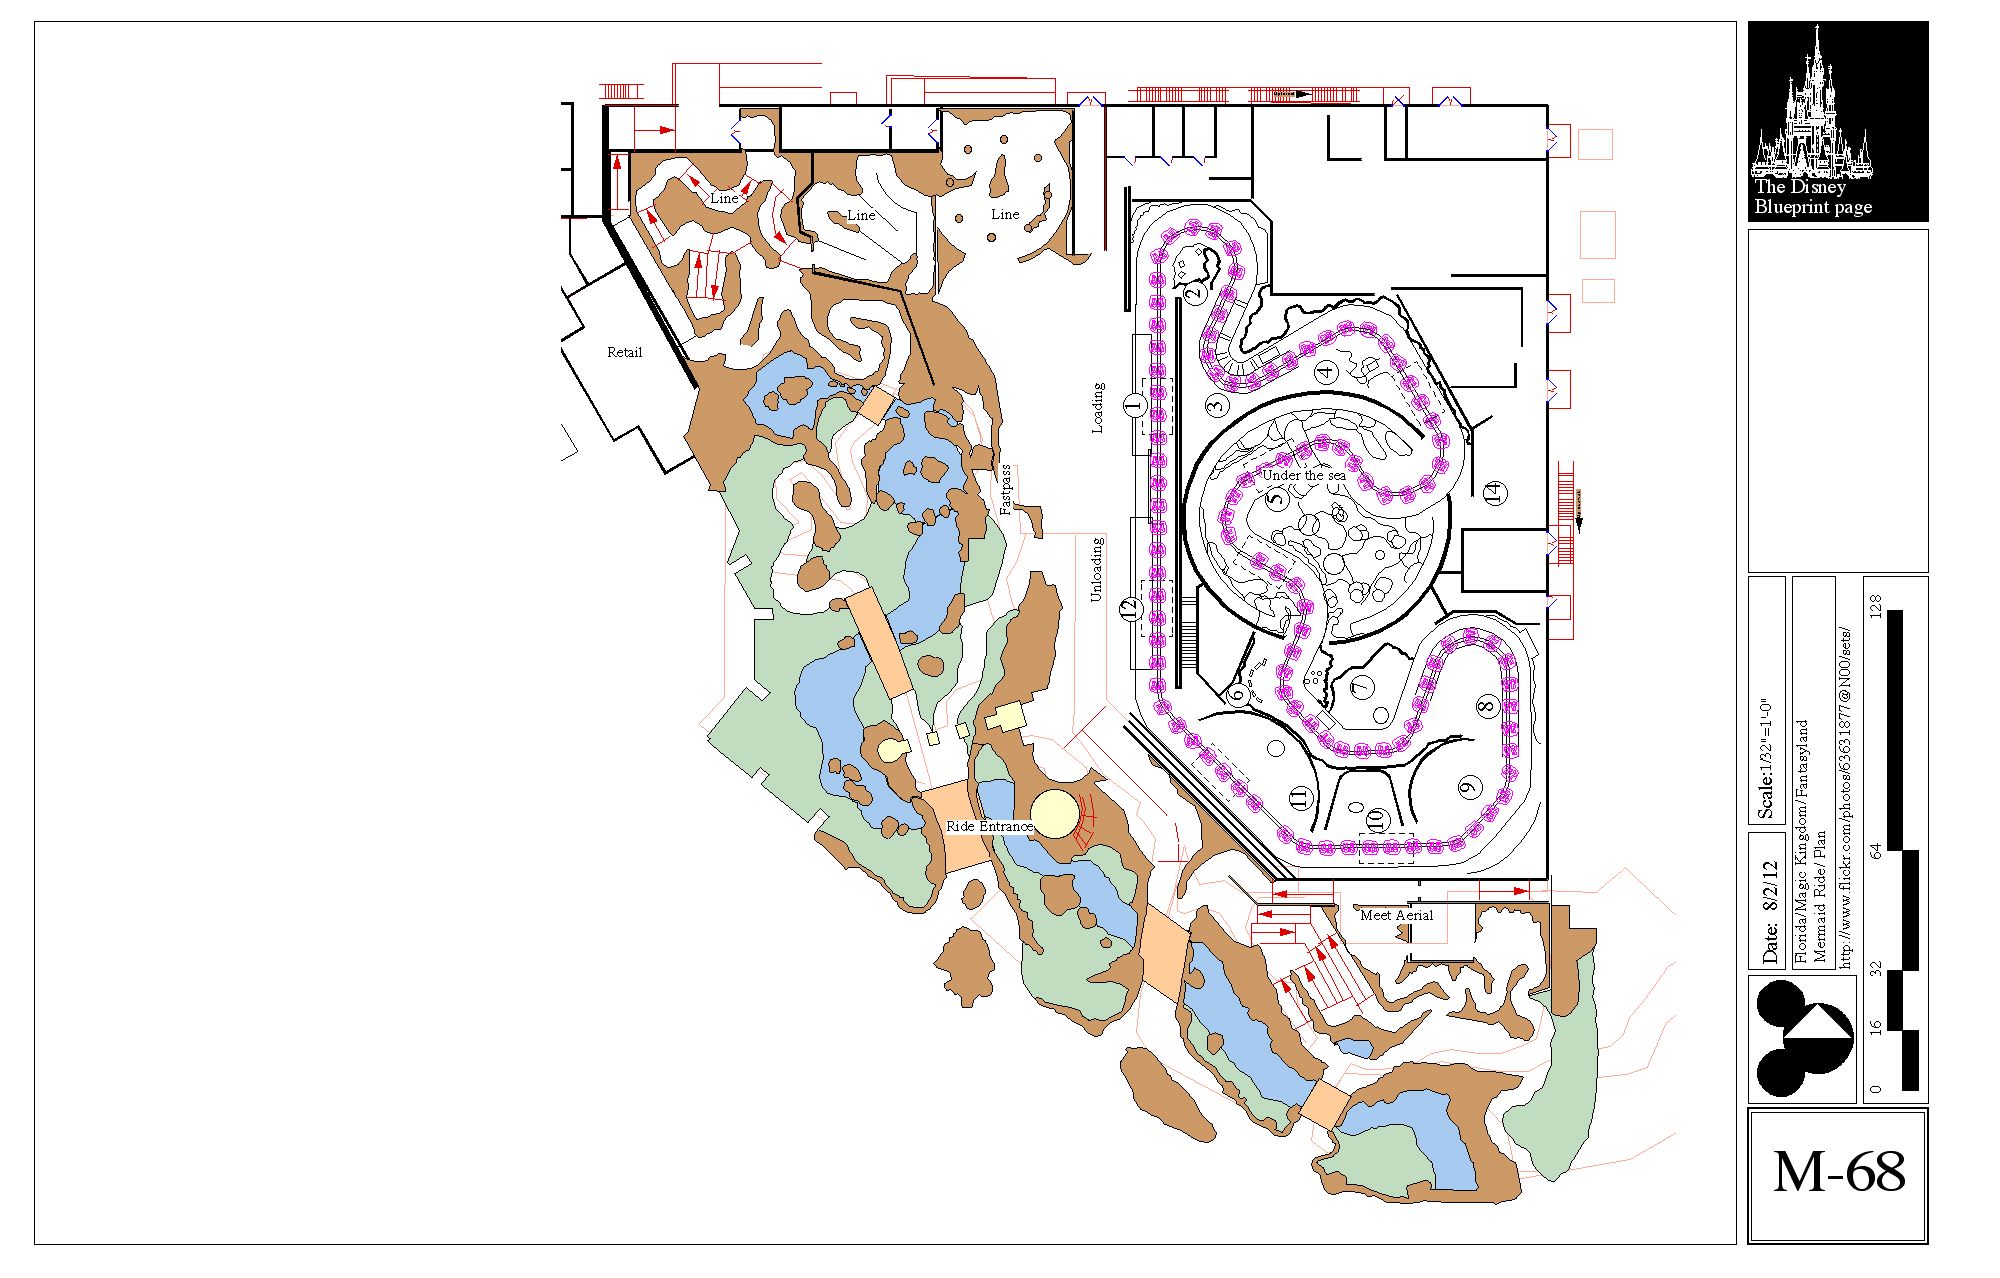 The Disney
Blueprint page
Line
Line
Line
Retail
Loading
Fastpass
Unloading
Under the sea
1
2
3
4
5
6
7
8
9
10
11
12
14
Ride Entrance
Meet Aerial
Scale:1/32"=1'-0"
Date: 8/2/12
Florida/Magic Kingdom/Fantasyland
Mermaid Ride/ Plan
http://www.flickr.com/photos/63631877@N00/sets/
128
64
32
16
0
M-68